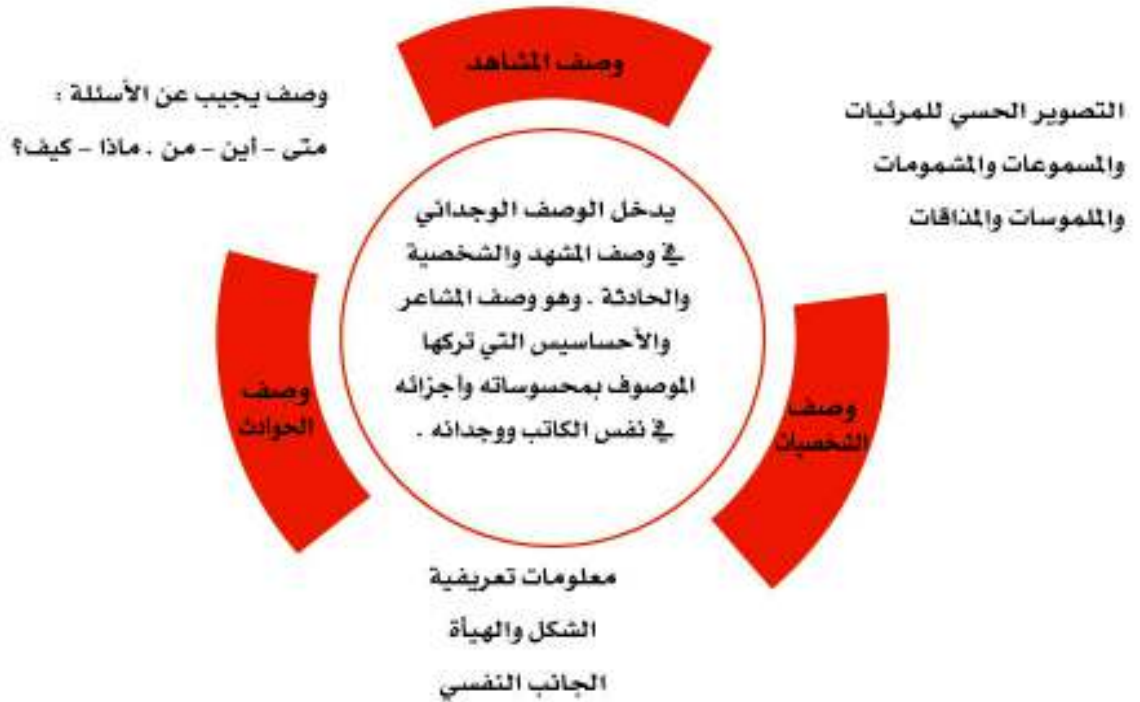 وصف المشاهد
التصوير الحسي للمرئيات
والمسموعات والمشمومات
والملموسات والمذاقات
وصف يجيب عن الأسئلة :
متى - أين - من . ماذا - كيف؟
يدخل الوصف الوجداني
في وصف المشهد والشخصية
والحادثة . وهو وصف المشاعر
والأحاسيس التي تركها
الموصوف بمحسوساته وأجزائه
في نفس الكاتب ووجدانه .
وصف
الشخصيات
وصف
الحوادث
معلومات تعريفية
الشكل والهيأة
الجانب النفسي